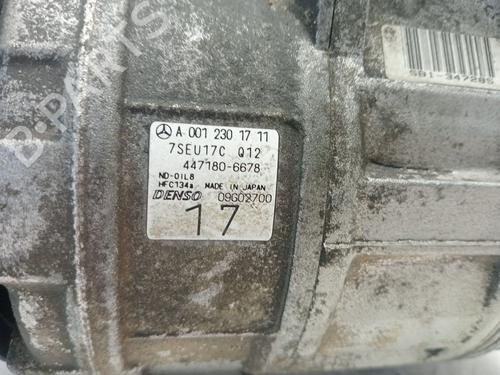 B-PARTS
A 001 230 17 11
7SEU17C Q12
447180-6678
ND-OIL8
HFC134a MADE IN JAPAN
DENSO 09G02700
17